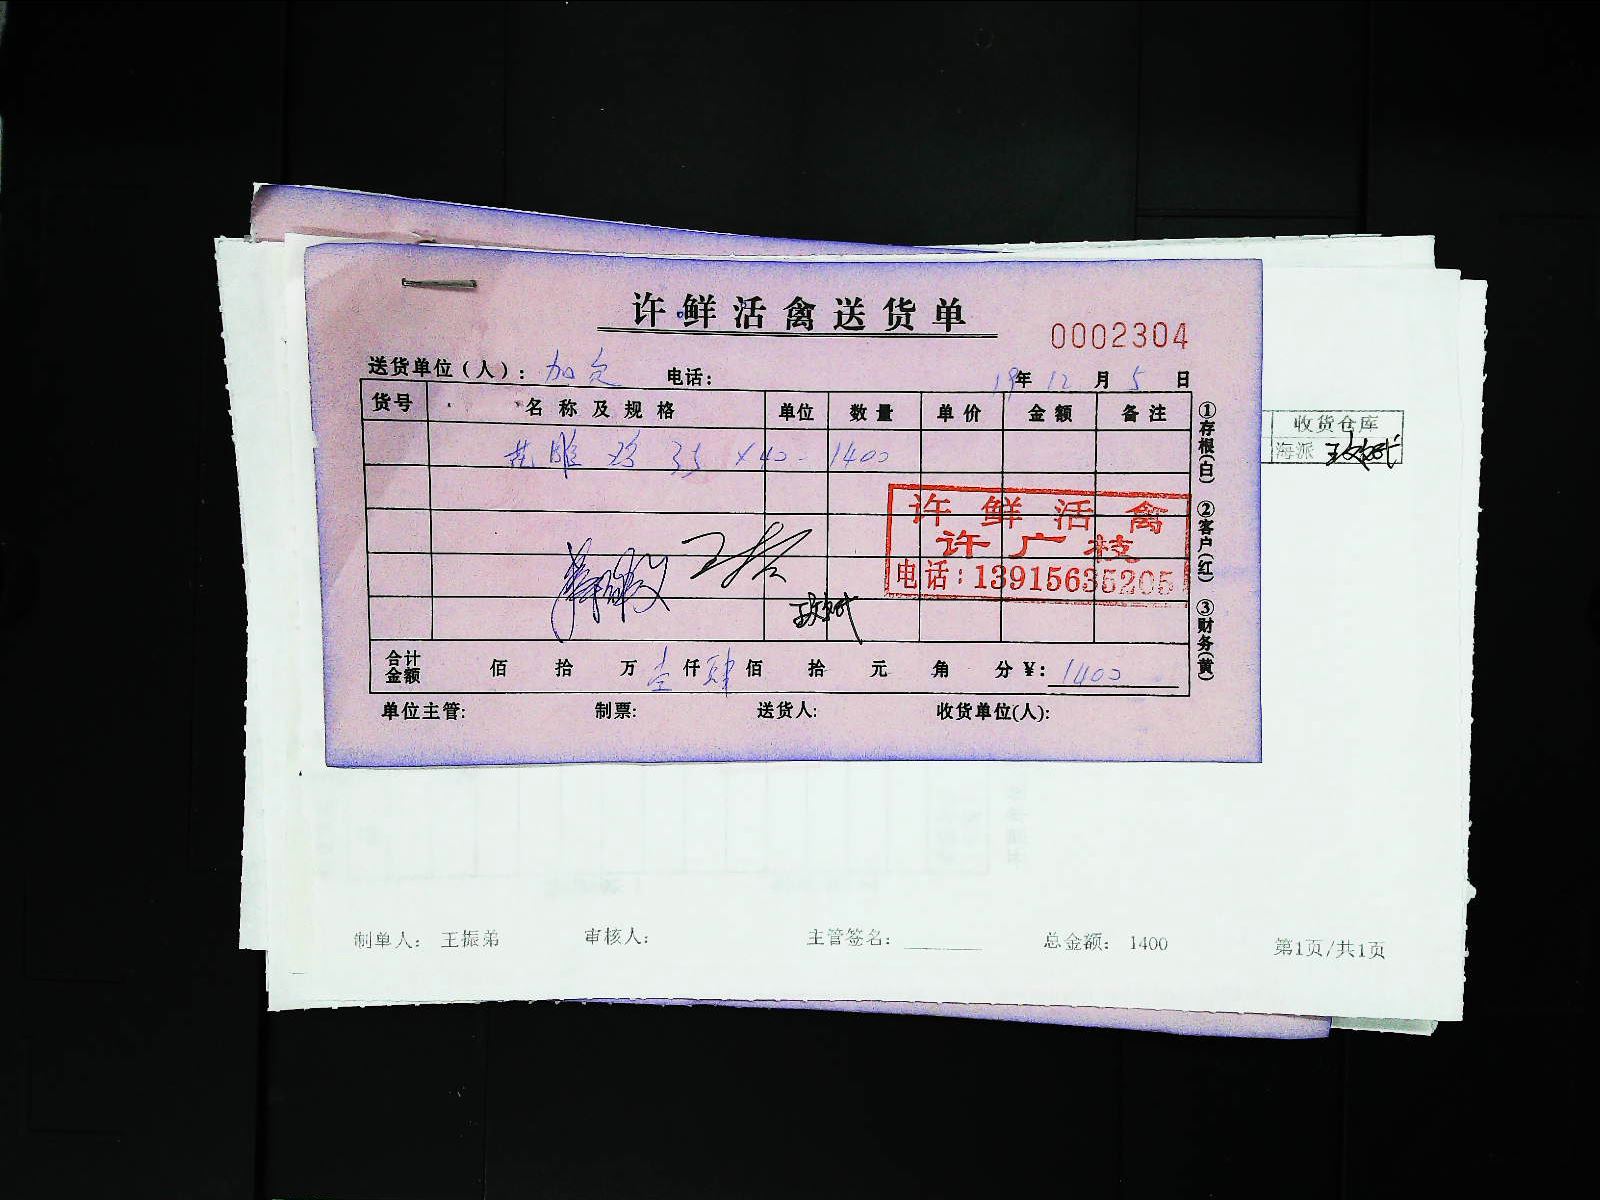 许鲜活禽送货单
0002304
送货单位（人）： 加 电话： 19年12月5日
货号 名称及规格 单位 数量 单价 金额 备注
鸡 35 ×40 1400
①存根(白) ②客户(红) ③财务(黄)
收货仓库
海派
许鲜活禽
许广枝
电话：13915635205
合计金额 佰 拾 万 壹仟 肆佰 拾 元 角 分 ¥：1400
单位主管: 制票: 送货人: 收货单位(人):
制单人： 王振弟 审核人： 主管签名： 总金额： 1400 第1页/共1页